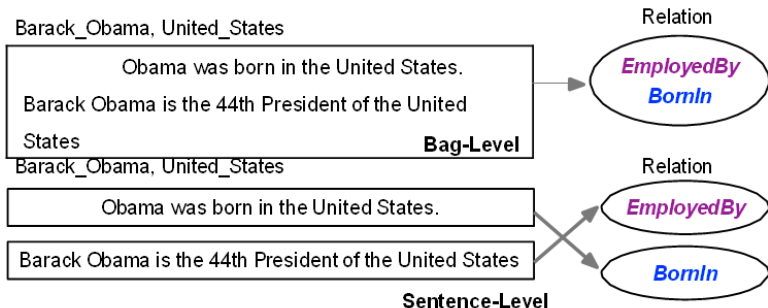 Barack_Obama, United_States
Relation
Obama was born in the United States.
Barack Obama is the 44th President of the United
States
Bag-Level
EmployedBy
BornIn
Barack_Obama, United_States
Relation
Obama was born in the United States.
EmployedBy
Barack Obama is the 44th President of the United States
BornIn
Sentence-Level